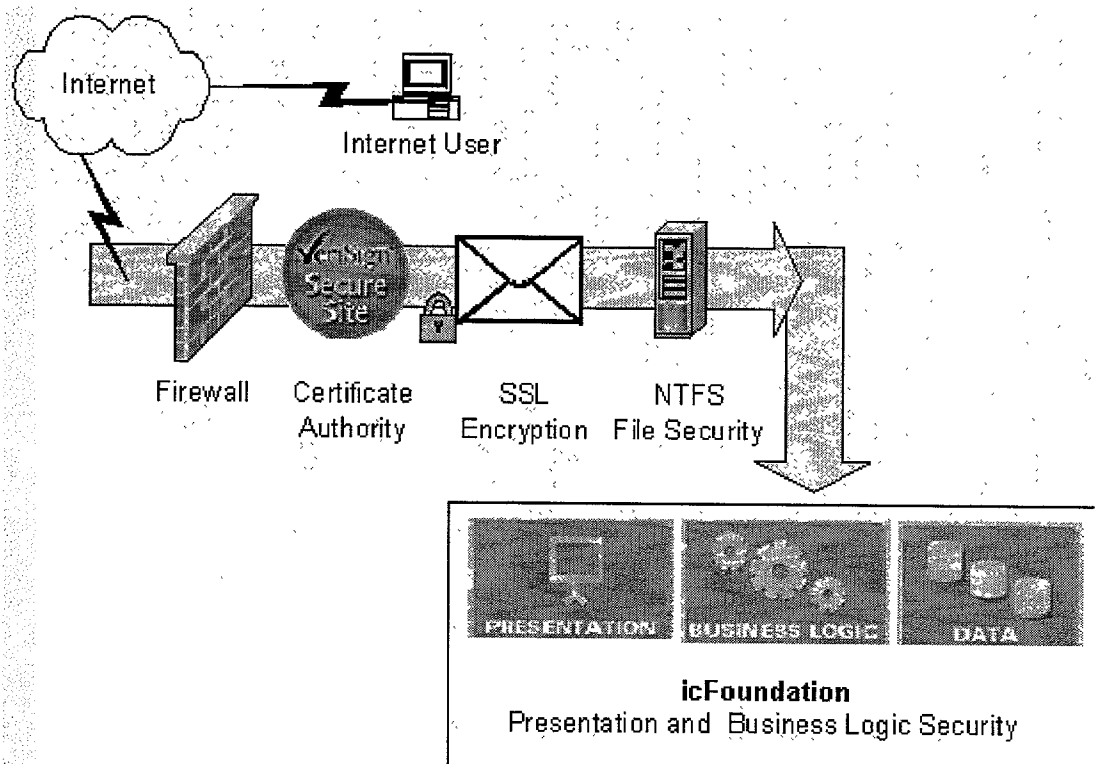 Internet
Internet User
VeriSign
Secure
Site
Firewall
Certificate
Authority
SSL
Encryption
NTFS
File Security
PRESENTATION
BUSINESS LOGIC
DATA
icFoundation
Presentation and Business Logic Security